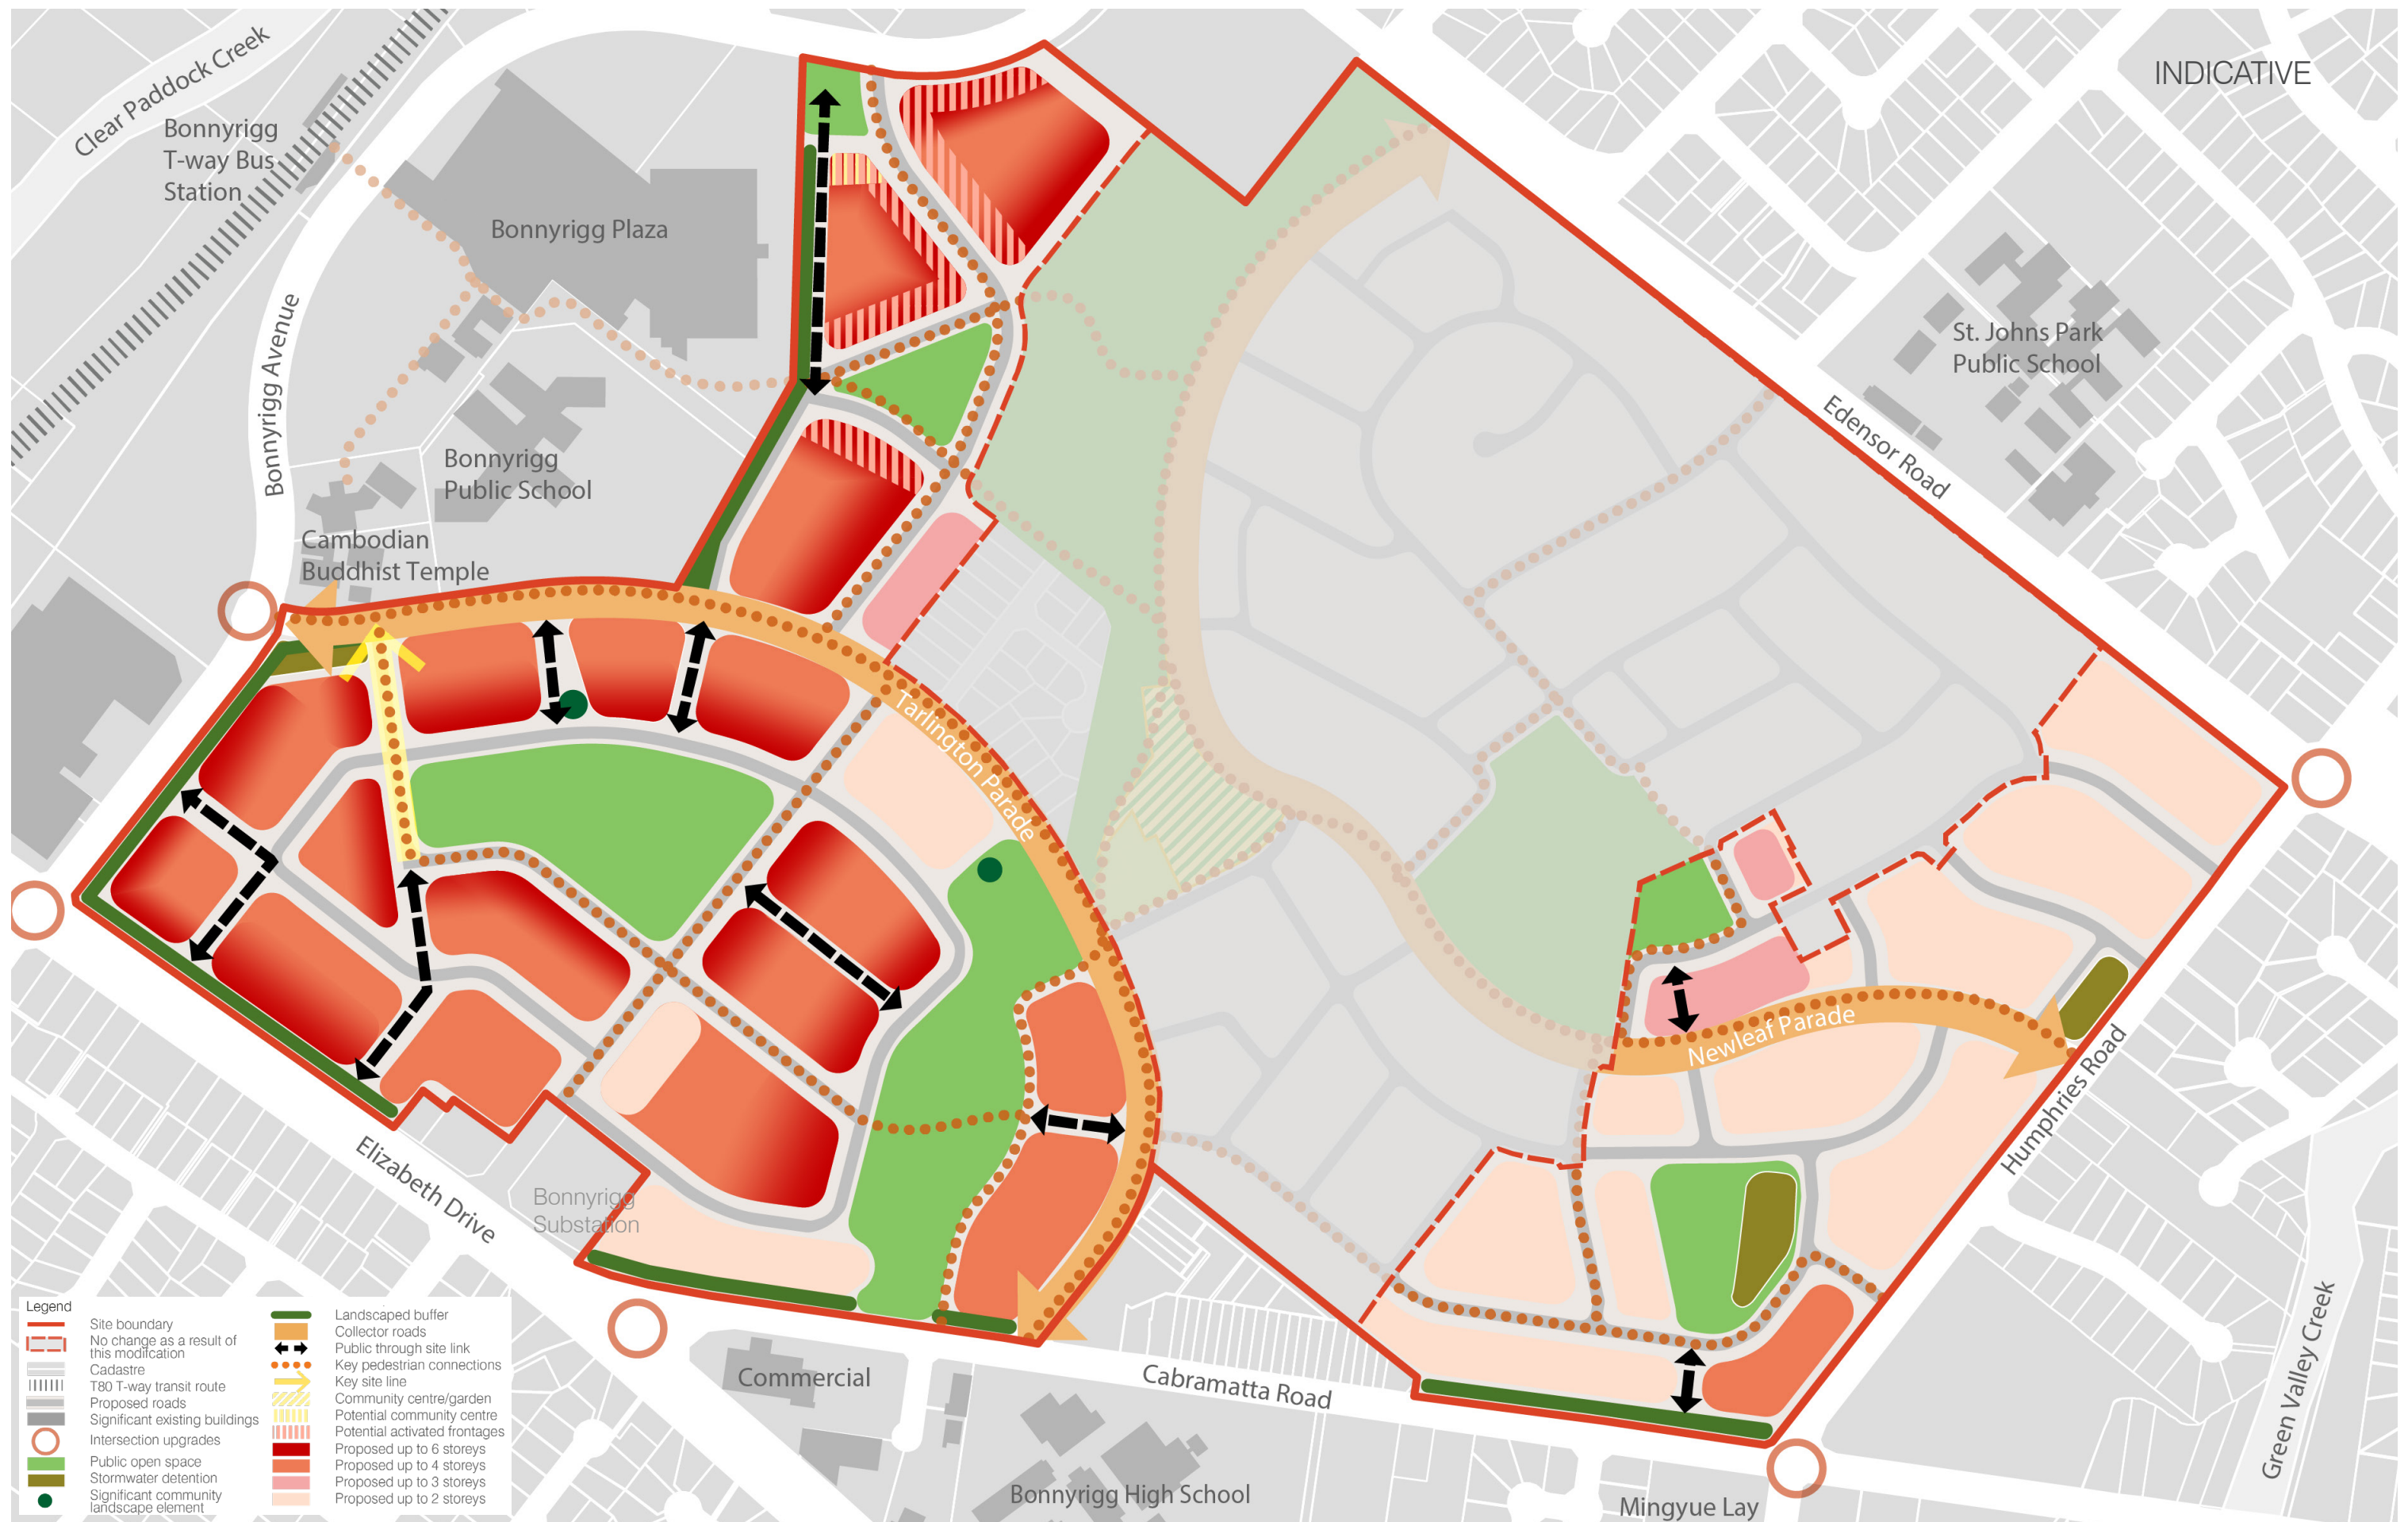 INDICATIVE
Clear Paddock Creek
Bonnyrigg
T-way Bus
Station
Bonnyrigg Plaza
Bonnyrigg Avenue
Bonnyrigg
Public School
Cambodian
Buddhist Temple
St. Johns Park
Public School
Edensor Road
Tarlington Parade
Newleaf Parade
Humphries Road
Elizabeth Drive
Bonnyrigg
Substation
Commercial
Cabramatta Road
Bonnyrigg High School
Mingyue Lay
Green Valley Creek
Legend
Site boundary
No change as a result of
this modifcation
Cadastre
T80 T-way transit route
Proposed roads
Significant existing buildings
Intersection upgrades
Public open space
Stormwater detention
Significant community
landscape element
Landscaped buffer
Collector roads
Public through site link
Key pedestrian connections
Key site line
Community centre/garden
Potential community centre
Potential activated frontages
Proposed up to 6 storeys
Proposed up to 4 storeys
Proposed up to 3 storeys
Proposed up to 2 storeys